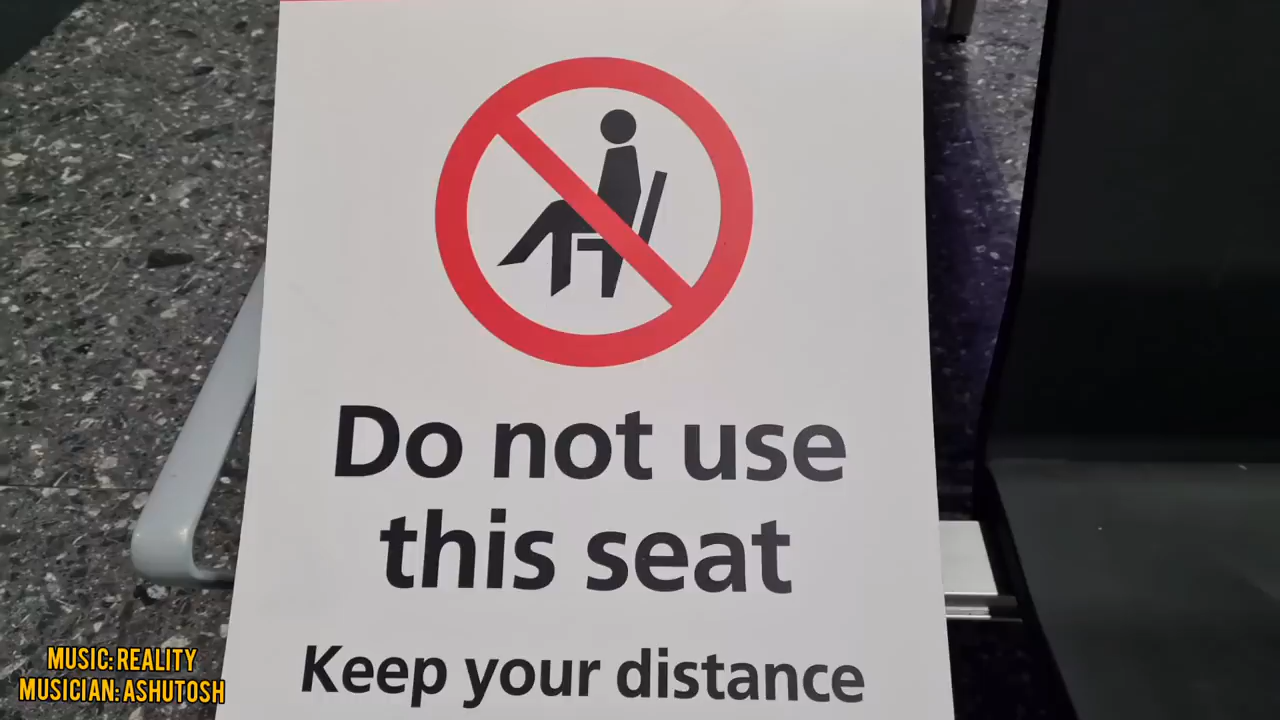 Do not use
this seat
Keep your distance
MUSIC: REALITY
MUSICIAN: ASHUTOSH